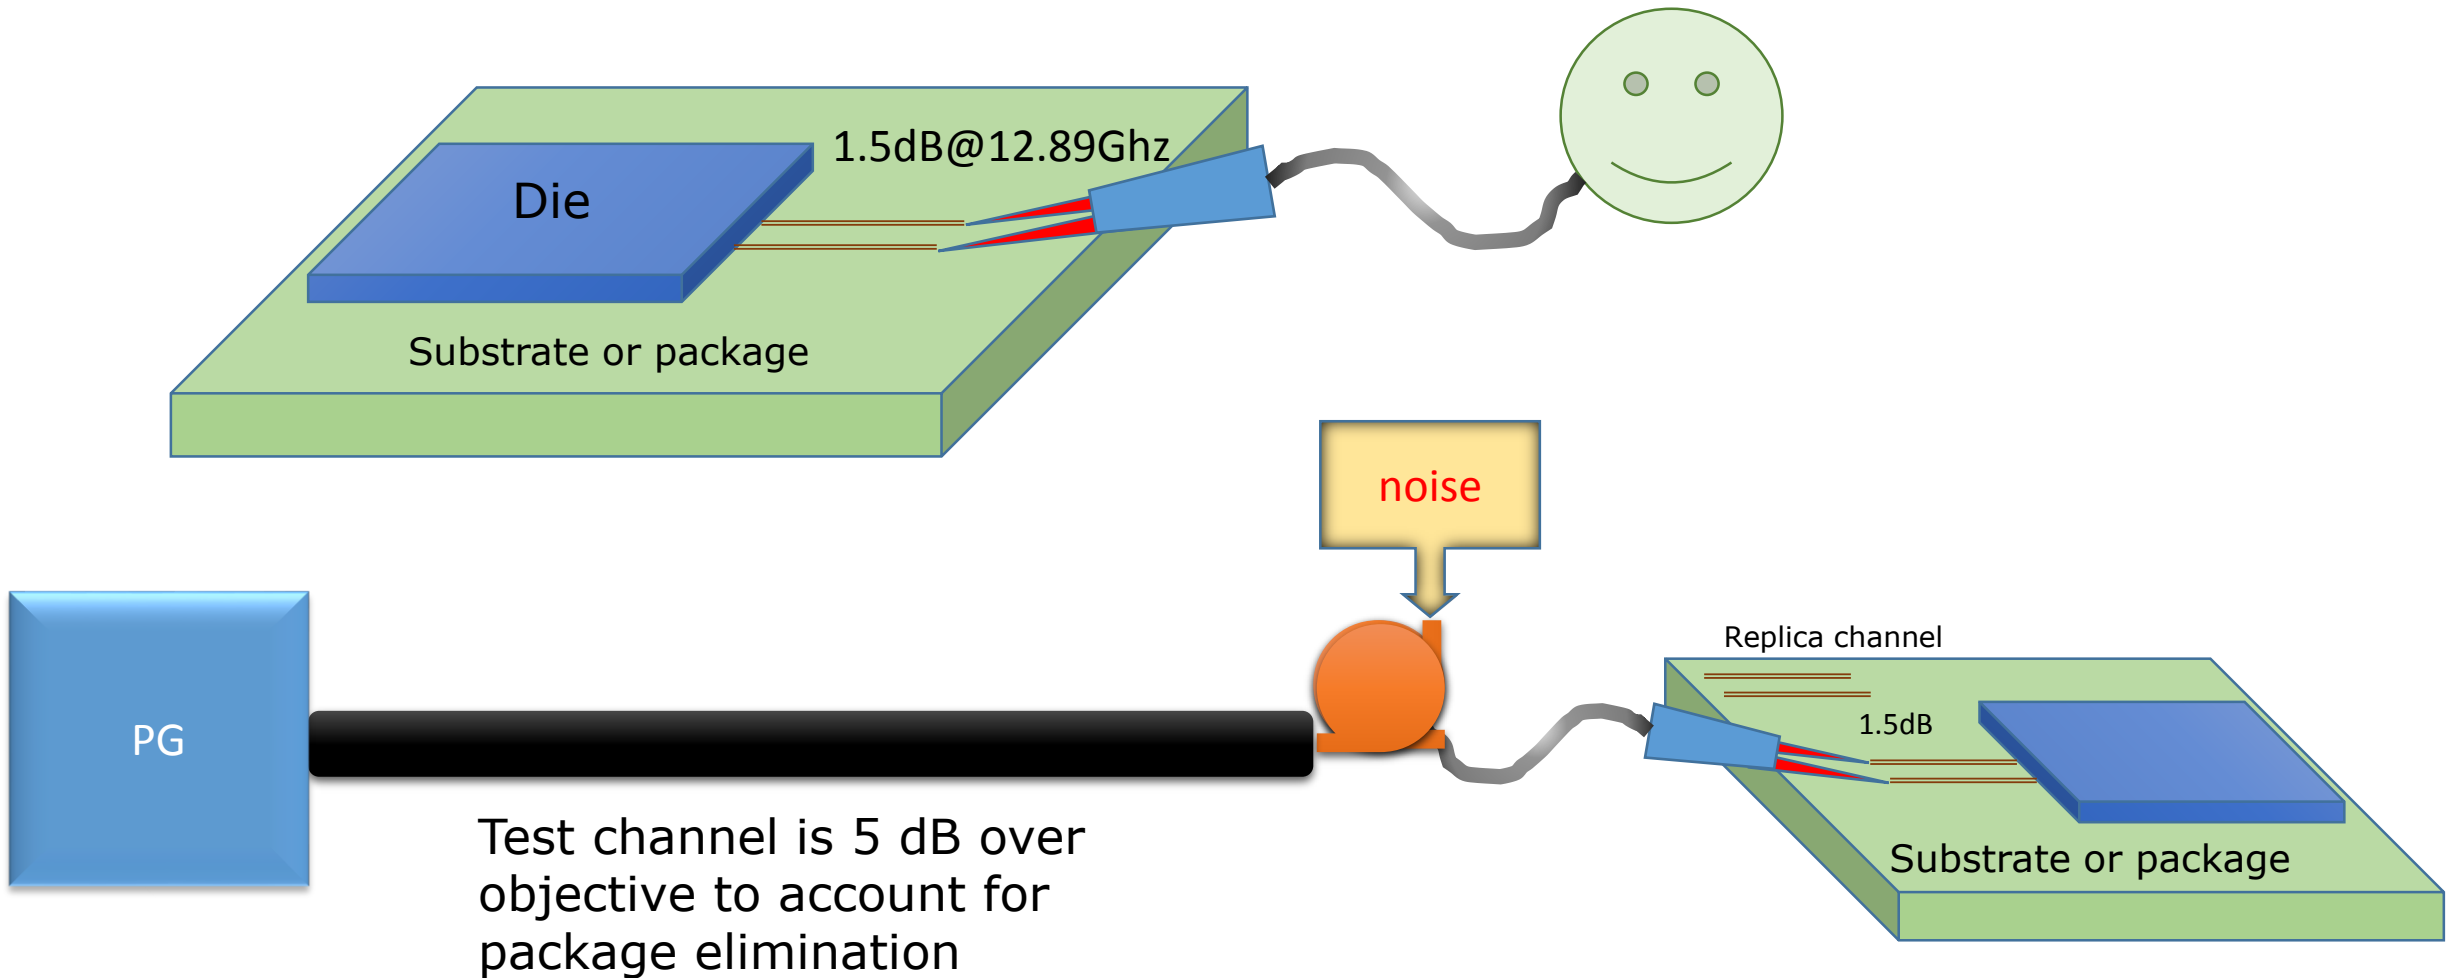 1.5dB@12.89Ghz
Die
Substrate or package
noise
Replica channel
PG
1.5dB
Test channel is 5 dB over
objective to account for
package elimination
Substrate or package